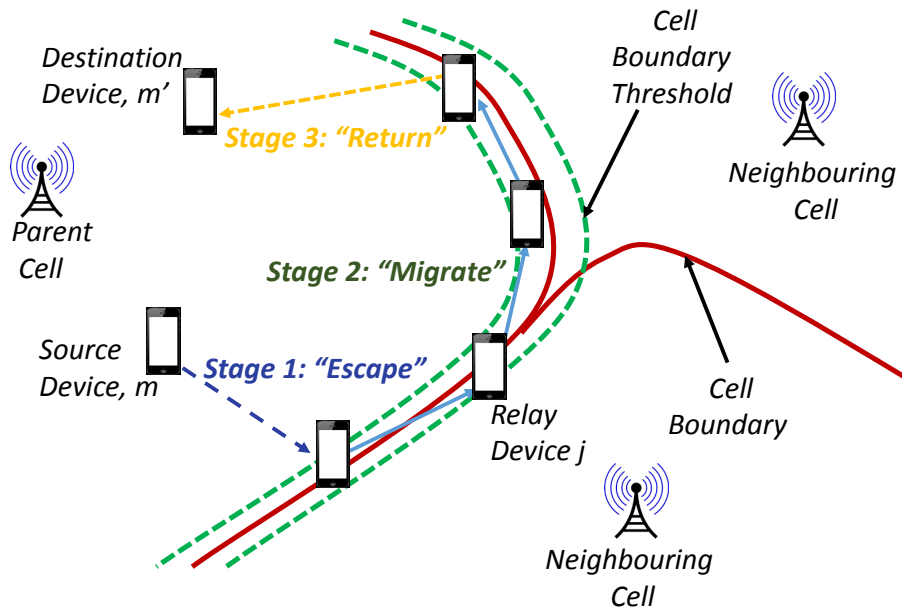 Destination
Device, m’
Cell
Boundary
Threshold
Stage 3: “Return”
Neighbouring
Cell
Parent
Cell
Stage 2: “Migrate”
Source
Device, m
Stage 1: “Escape”
Relay
Device j
Cell
Boundary
Neighbouring
Cell